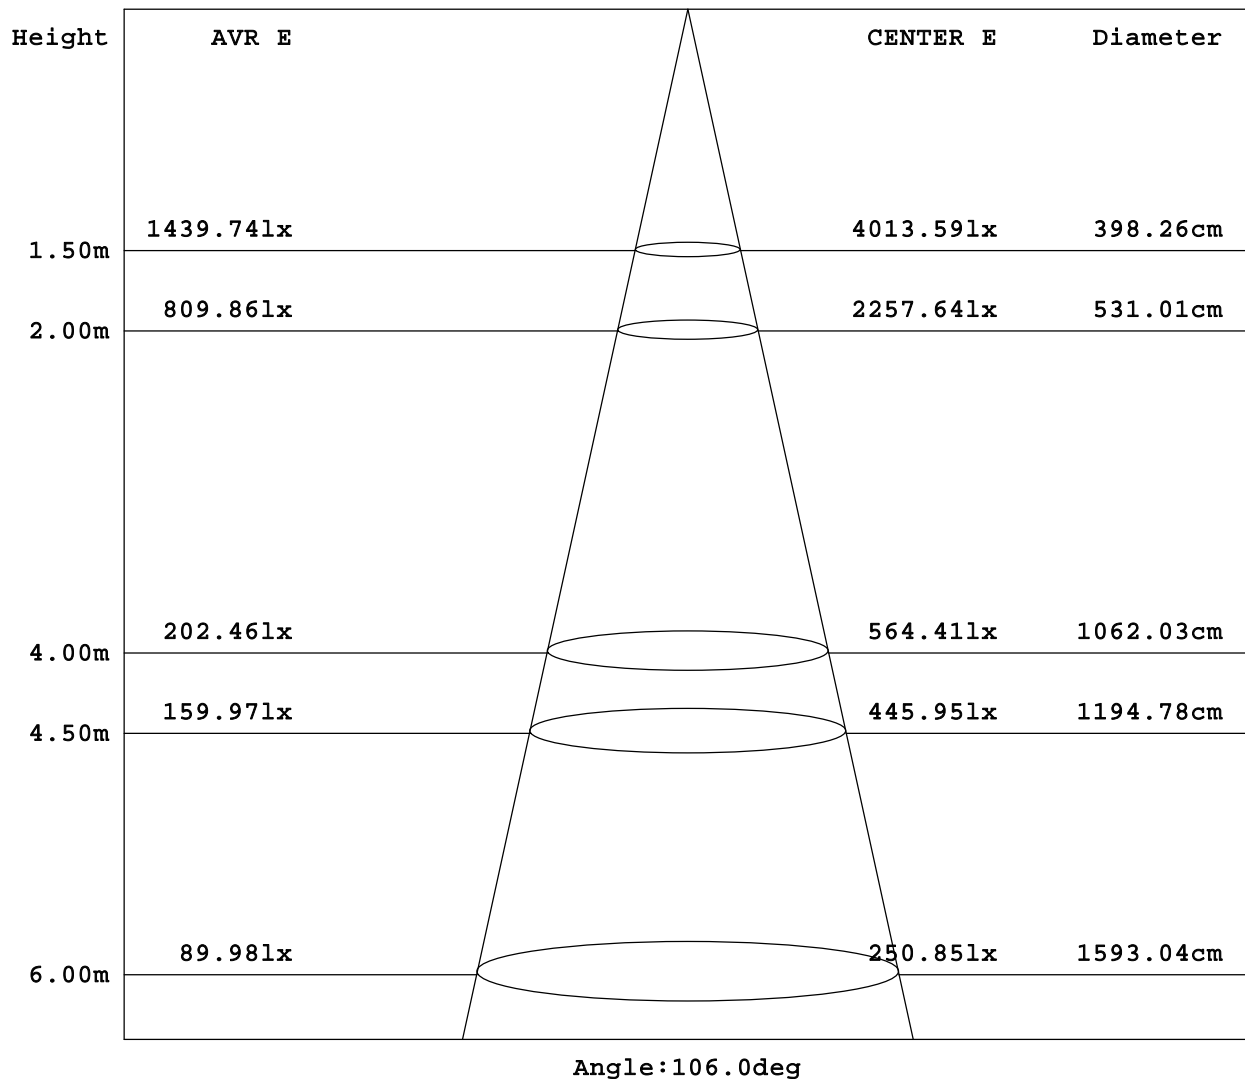 Height AVR E CENTER E Diameter
1439.74lx 4013.59lx 398.26cm
1.50m
809.86lx 2257.64lx 531.01cm
2.00m
202.46lx 564.41lx 1062.03cm
4.00m
159.97lx 445.95lx 1194.78cm
4.50m
89.98lx 250.85lx 1593.04cm
6.00m
Angle:106.0deg